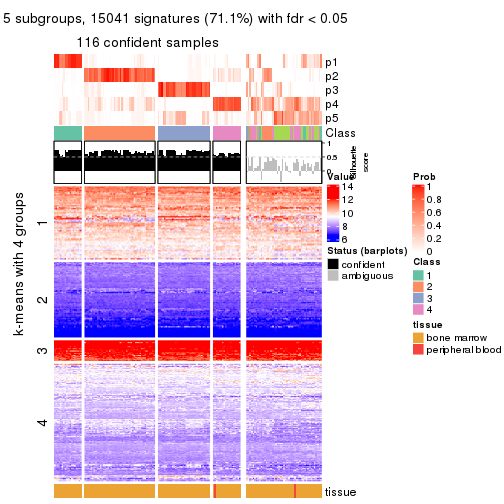 5 subgroups, 15041 signatures (71.1%) with fdr < 0.05
116 confident samples
p1
p2
p3
p4
p5
Class
1
0.5
0
Silhouette
score
k-means with 4 groups
1
2
3
4
tissue
Value
14
12
10
8
6
Status (barplots)
confident
ambiguous
Prob
1
0.8
0.6
0.4
0.2
0
Class
1
2
3
4
tissue
bone marrow
peripheral blood